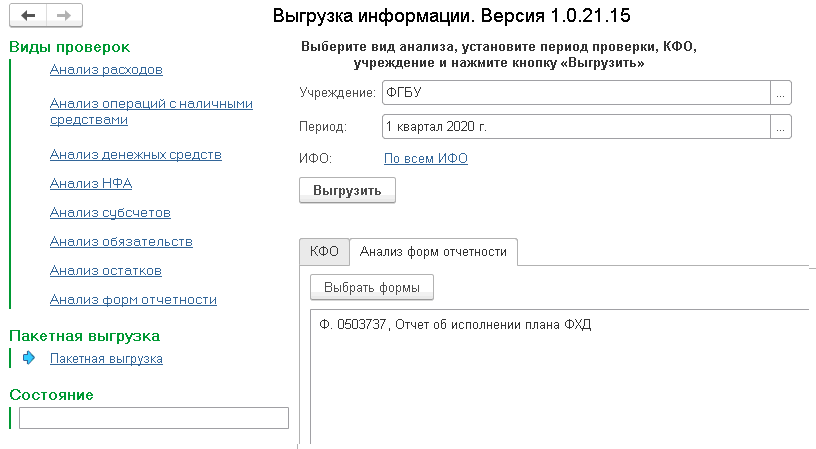 Выгрузка информации. Версия 1.0.21.15
Виды проверок
Анализ расходов
Анализ операций с наличными
средствами
Анализ денежных средств
Анализ НФА
Анализ субсчетов
Анализ обязательств
Анализ остатков
Анализ форм отчетности
Пакетная выгрузка
Пакетная выгрузка
Состояние
Выберите вид анализа, установите период проверки, КФО,
учреждение и нажмите кнопку «Выгрузить»
Учреждение: ФГБУ ...
Период: 1 квартал 2020 г. ...
ИФО: По всем ИФО
Выгрузить
КФО Анализ форм отчетности
Выбрать формы
Ф. 0503737, Отчет об исполнении плана ФХД